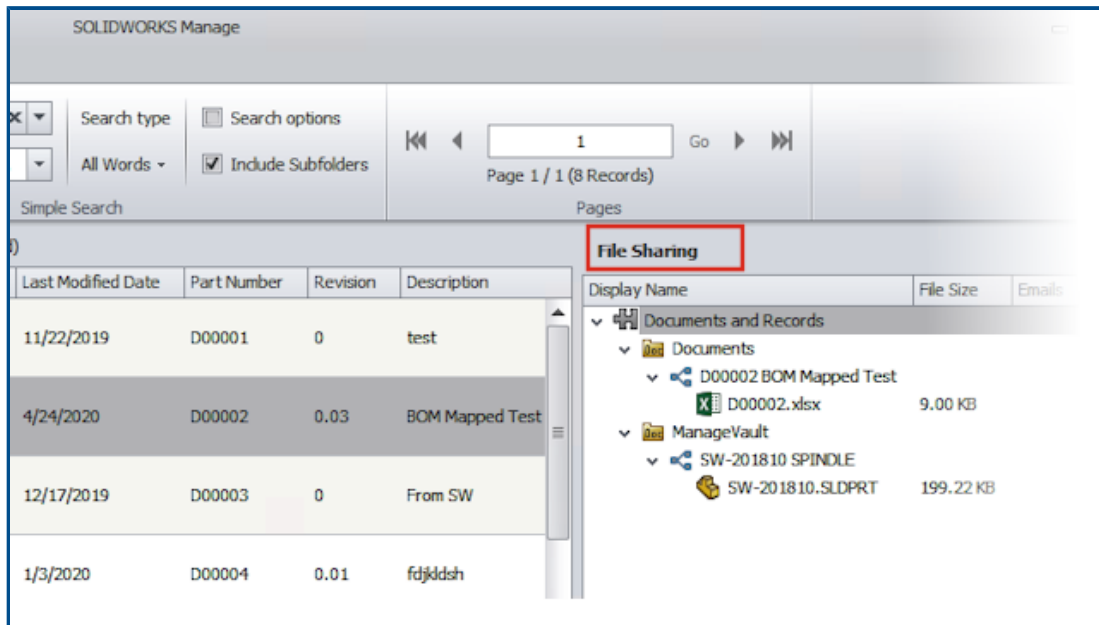 SOLIDWORKS Manage
Search type
Search options
All Words
Include Subfolders
Simple Search
1
Go
Page 1 / 1 (8 Records)
Pages
File Sharing
Last Modified Date Part Number Revision Description
11/22/2019 D00001 0 test
4/24/2020 D00002 0.03 BOM Mapped Test
12/17/2019 D00003 0 From SW
1/3/2020 D00004 0.01 fdjkldsh
Display Name File Size Emails
Documents and Records
Documents
D00002 BOM Mapped Test
D00002.xlsx 9.00 KB
ManageVault
SW-201810 SPINDLE
SW-201810.SLDPRT 199.22 KB